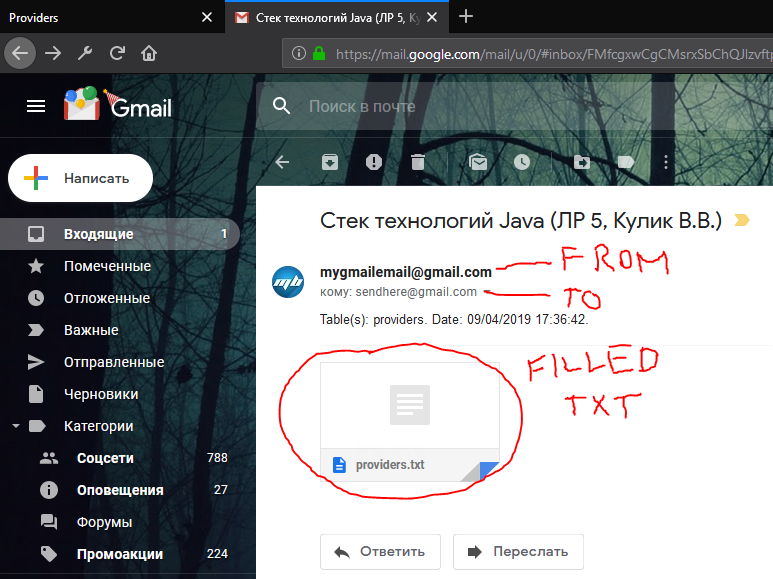 Providers
Стек технологий Java (ЛР 5, Ку
https://mail.google.com/mail/u/0/#inbox/FMfcgxwCgCMsrxSbChQJlzvftp
Gmail
Поиск в почте
Написать
Входящие 1
Помеченные
Отложенные
Важные
Отправленные
Черновики
Категории
Соцсети 788
Оповещения 27
Форумы
Промоакции 224
Стек технологий Java (ЛР 5, Кулик В.В.)
mb
mygmailemail@gmail.com FROM
кому: sendhere@gmail.com TO
Table(s): providers. Date: 09/04/2019 17:36:42.
FILLED
TXT
providers.txt
Ответить
Переслать